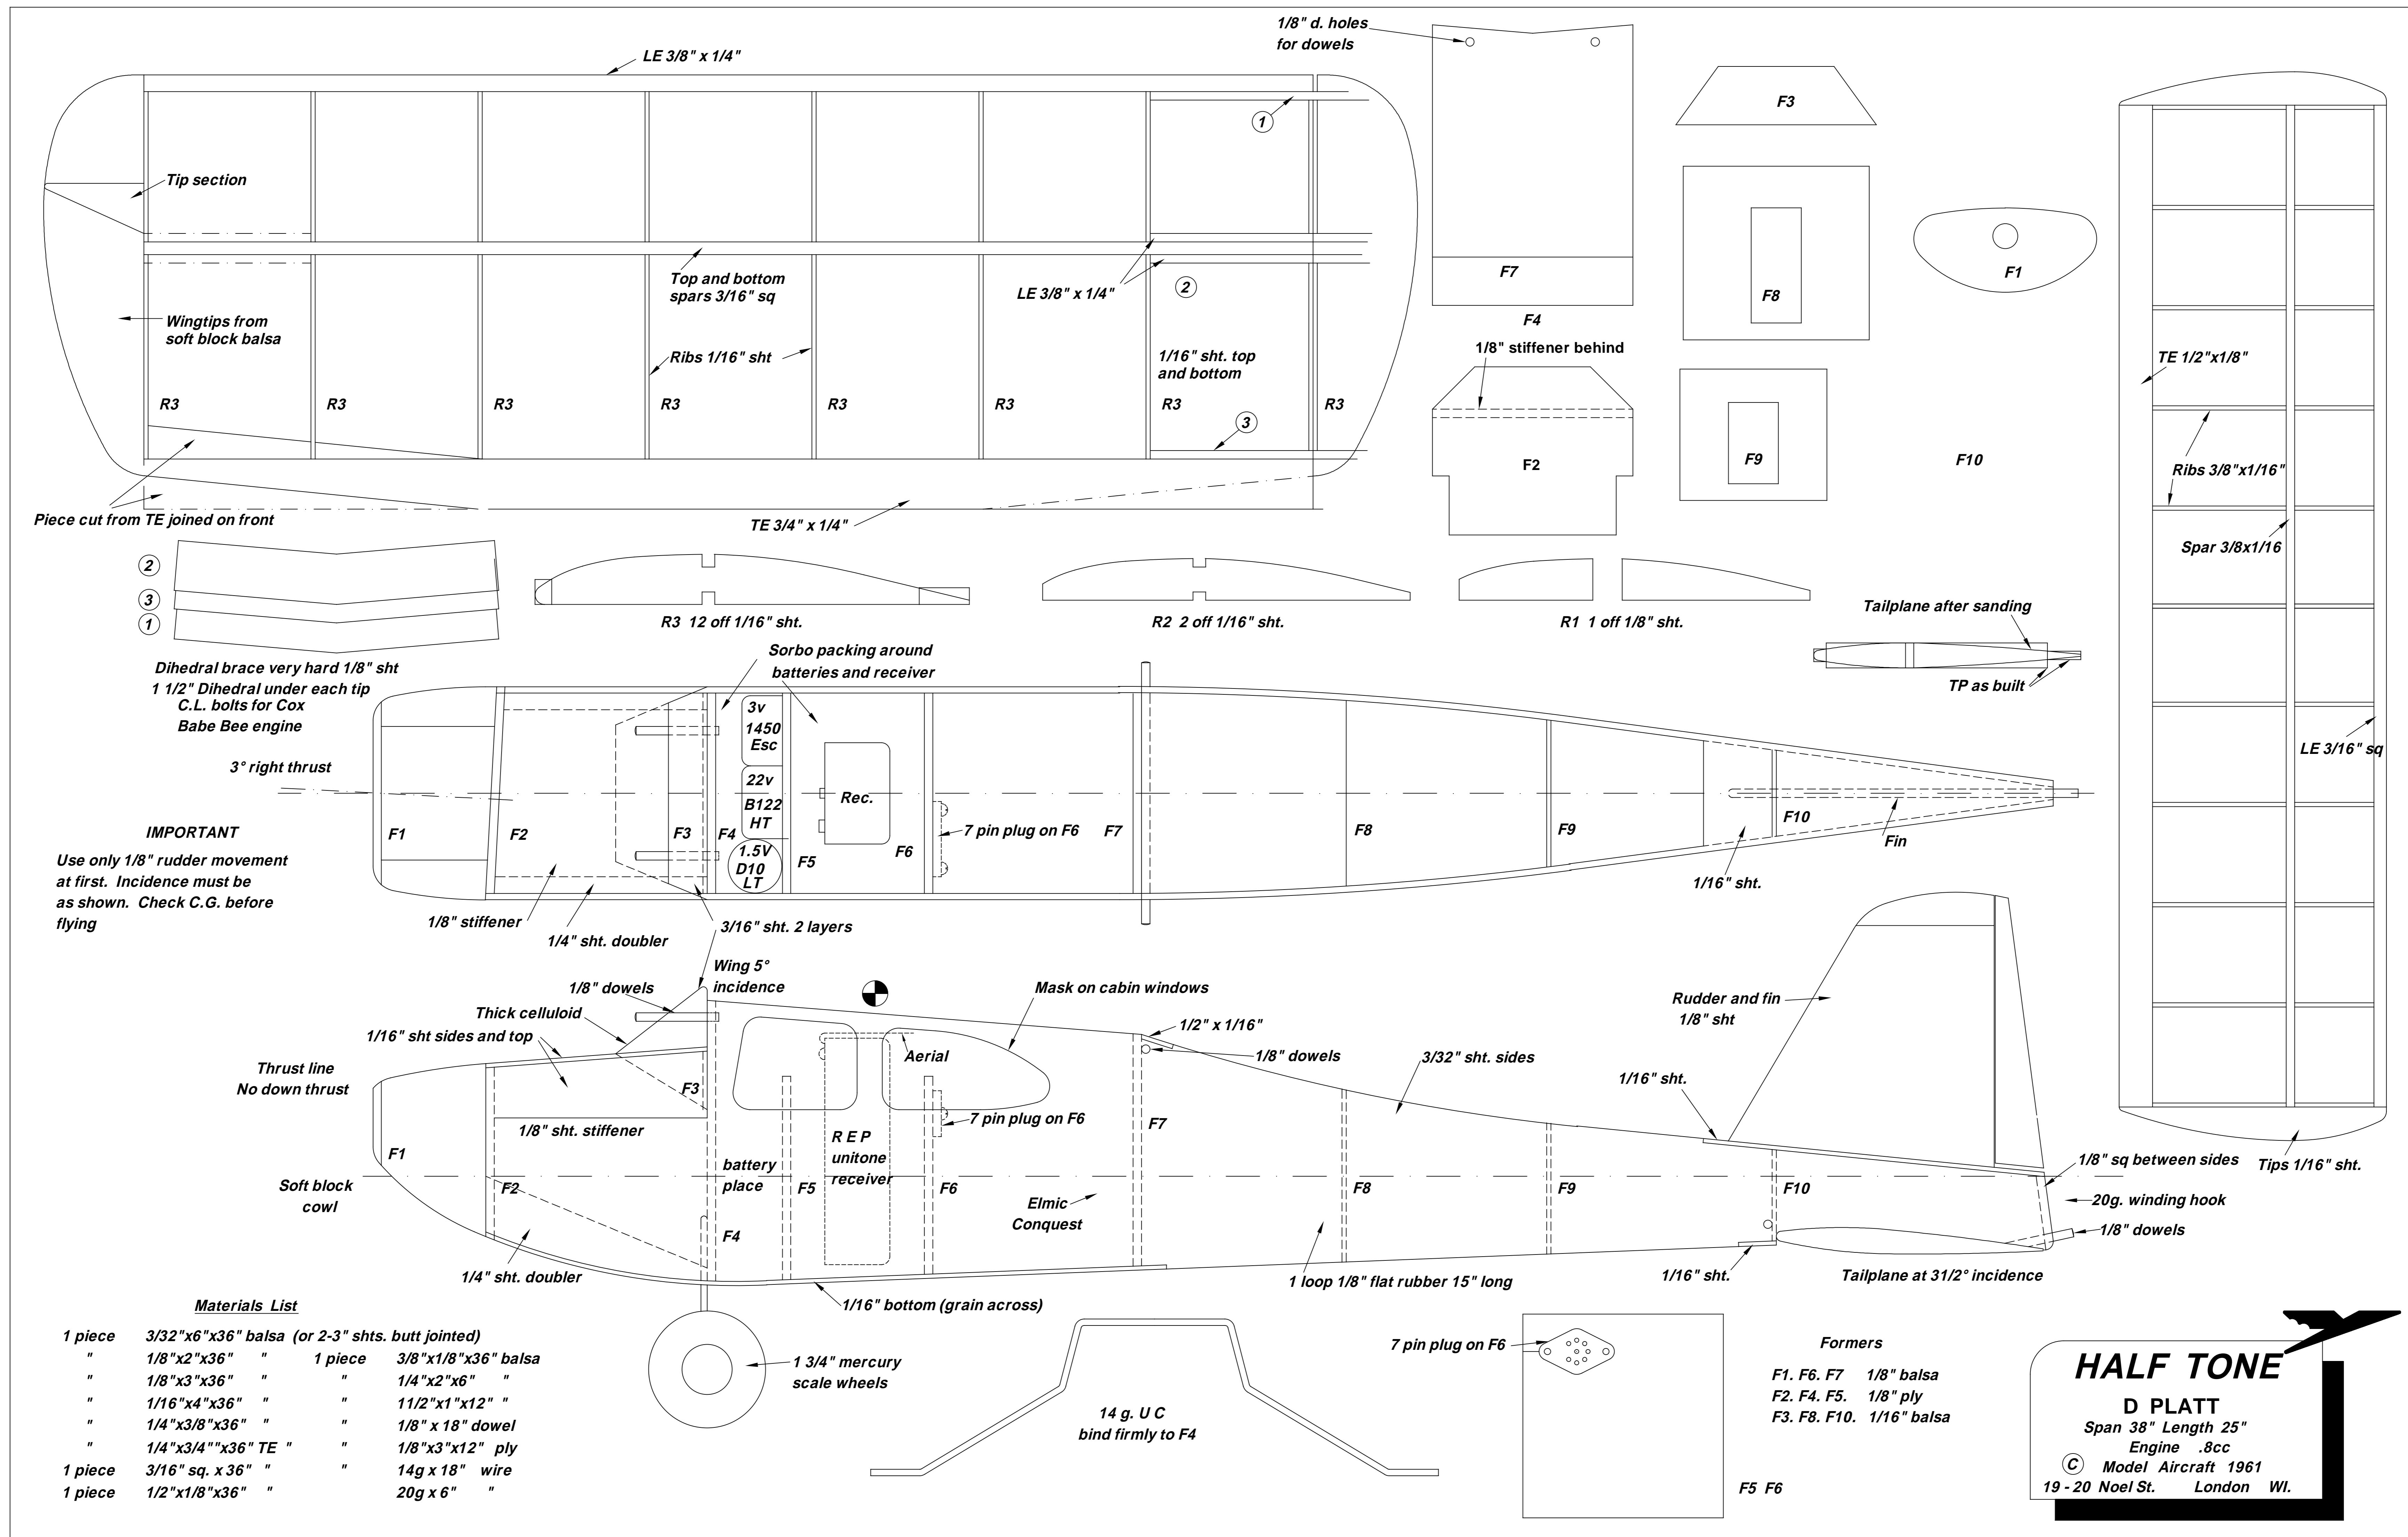 LE 3/8" x 1/4"
1/8" d. holes
for dowels
1
Tip section
Top and bottom
spars 3/16" sq
LE 3/8" x 1/4"
2
Wingtips from
soft block balsa
Ribs 1/16" sht
1/16" sht. top
and bottom
R3
R3
R3
R3
R3
R3
R3
R3
3
Piece cut from TE joined on front
TE 3/4" x 1/4"
F7
F4
F3
F8
F1
1/8" stiffener behind
F2
F9
F10
TE 1/2"x1/8"
Ribs 3/8"x1/16"
Spar 3/8x1/16
LE 3/16" sq
Tips 1/16" sht.
2
3
1
R3 12 off 1/16" sht.
R2 2 off 1/16" sht.
R1 1 off 1/8" sht.
Tailplane after sanding
TP as built
Dihedral brace very hard 1/8" sht
1 1/2" Dihedral under each tip
C.L. bolts for Cox
Babe Bee engine
3° right thrust
Sorbo packing around
batteries and receiver
3v
1450
Esc
22v
B122
HT
1.5V
D10
LT
Rec.
F1
F2
F3
F4
F5
F6
7 pin plug on F6
F7
F8
F9
F10
Fin
1/16" sht.
IMPORTANT
Use only 1/8" rudder movement
at first. Incidence must be
as shown. Check C.G. before
flying
1/8" stiffener
1/4" sht. doubler
3/16" sht. 2 layers
Wing 5°
incidence
1/8" dowels
Thick celluloid
1/16" sht sides and top
Thrust line
No down thrust
Mask on cabin windows
Aerial
1/2" x 1/16"
1/8" dowels
3/32" sht. sides
Rudder and fin
1/8" sht
1/16" sht.
F3
7 pin plug on F6
F7
1/8" sht. stiffener
F1
R E P
unitone
receiver
battery
place
F2
F5
F6
F8
F9
F10
Soft block
cowl
F4
Elmic
Conquest
1/8" sq between sides
20g. winding hook
1/8" dowels
1/4" sht. doubler
1/16" bottom (grain across)
1 loop 1/8" flat rubber 15" long
1/16" sht.
Tailplane at 31/2° incidence
Materials List
1 piece 3/32"x6"x36" balsa (or 2-3" shts. butt jointed)
" 1/8"x2"x36" " 1 piece 3/8"x1/8"x36" balsa
" 1/8"x3"x36" " " 1/4"x2"x6" "
" 1/16"x4"x36" " " 11/2"x1"x12" "
" 1/4"x3/8"x36" " " 1/8" x 18" dowel
" 1/4"x3/4""x36" TE " " 1/8"x3"x12" ply
1 piece 3/16" sq. x 36" " " 14g x 18" wire
1 piece 1/2"x1/8"x36" " 20g x 6" "
1 3/4" mercury
scale wheels
14 g. U C
bind firmly to F4
7 pin plug on F6
F5 F6
Formers
F1. F6. F7 1/8" balsa
F2. F4. F5. 1/8" ply
F3. F8. F10. 1/16" balsa
HALF TONE
D PLATT
Span 38" Length 25"
Engine .8cc
C Model Aircraft 1961
19 - 20 Noel St. London WI.